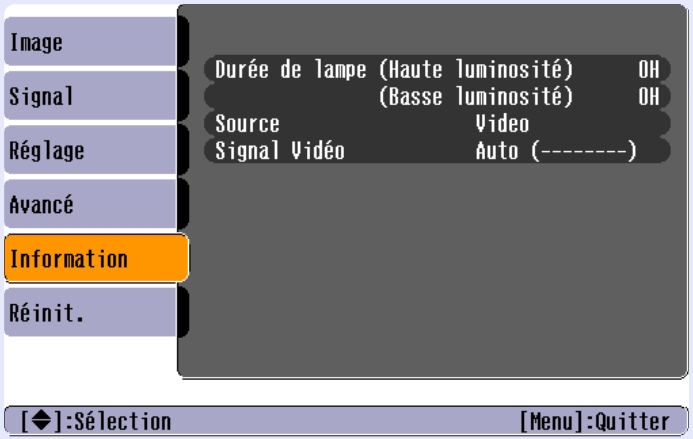 Image
Signal
Réglage
Avancé
Information
Réinit.
Durée de lampe (Haute luminosité) 0H
(Basse luminosité) 0H
Source Video
Signal Vidéo Auto (--------)
[◆]:Sélection [Menu]:Quitter